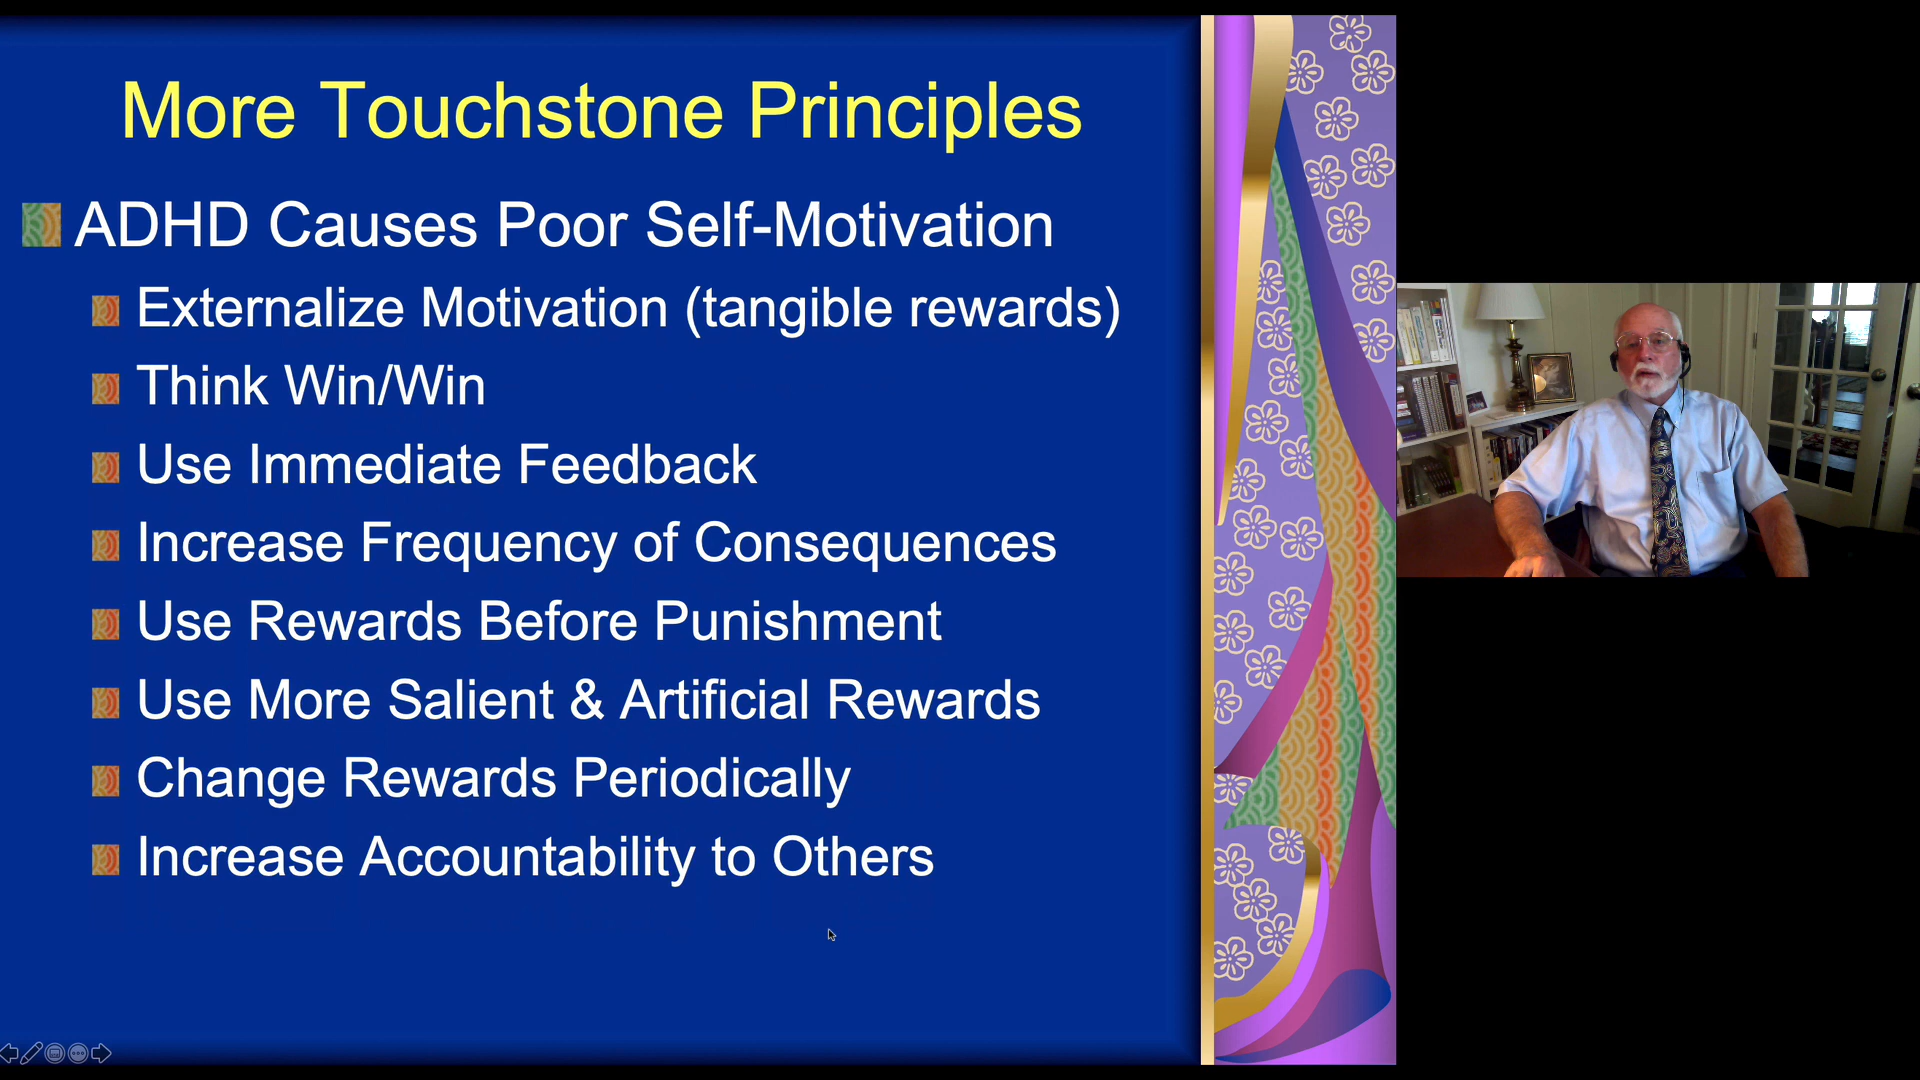 More Touchstone Principles
ADHD Causes Poor Self-Motivation
Externalize Motivation (tangible rewards)
Think Win/Win
Use Immediate Feedback
Increase Frequency of Consequences
Use Rewards Before Punishment
Use More Salient & Artificial Rewards
Change Rewards Periodically
Increase Accountability to Others